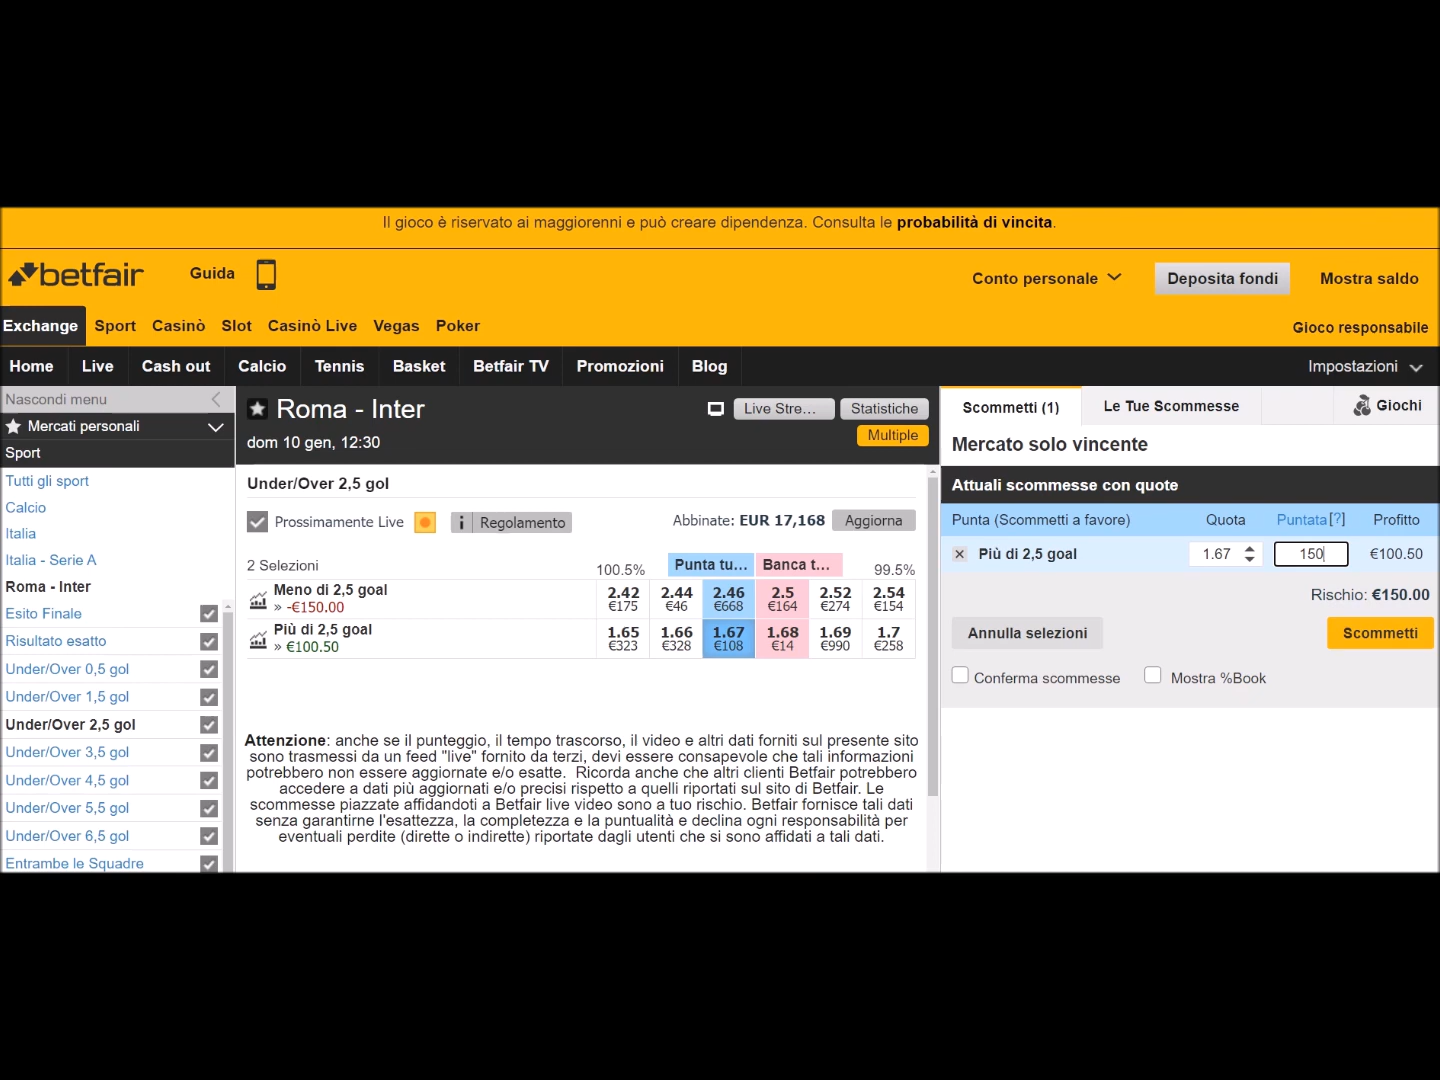 Il gioco è riservato ai maggiorenni e può creare dipendenza. Consulta le probabilità di vincita.
betfair
Guida
Conto personale
Deposita fondi
Mostra saldo
Exchange Sport Casinò Slot Casinò Live Vegas Poker
Gioco responsabile
Home Live Cash out Calcio Tennis Basket Betfair TV Promozioni Blog
Impostazioni
Nascondi menu
Mercati personali
Sport
Tutti gli sport
Calcio
Italia
Italia - Serie A
Roma - Inter
Esito Finale
Risultato esatto
Under/Over 0,5 gol
Under/Over 1,5 gol
Under/Over 2,5 gol
Under/Over 3,5 gol
Under/Over 4,5 gol
Under/Over 5,5 gol
Under/Over 6,5 gol
Entrambe le Squadre
Roma - Inter
Live Stre... Statistiche
dom 10 gen, 12:30
Multiple
Under/Over 2,5 gol
Prossimamente Live
i Regolamento
Abbinate: EUR 17,168 Aggiorna
2 Selezioni 100.5% Punta tu... Banca t... 99.5%
Meno di 2,5 goal 2.42 2.44 2.46 2.5 2.52 2.54
» -€150.00 €175 €46 €668 €164 €274 €154
Più di 2,5 goal 1.65 1.66 1.67 1.68 1.69 1.7
» €100.50 €323 €328 €108 €14 €990 €258
Attenzione: anche se il punteggio, il tempo trascorso, il video e altri dati forniti sul presente sito
sono trasmessi da un feed "live" fornito da terzi, devi essere consapevole che tali informazioni
potrebbero non essere aggiornate e/o esatte. Ricorda anche che altri clienti Betfair potrebbero
accedere a dati più aggiornati e/o precisi rispetto a quelli riportati sul sito di Betfair. Le
scommesse piazzate affidandoti a Betfair live video sono a tuo rischio. Betfair fornisce tali dati
senza garantirne l'esattezza, la completezza e la puntualità e declina ogni responsabilità per
eventuali perdite (dirette o indirette) riportate dagli utenti che si sono affidati a tali dati.
Scommetti (1)
Le Tue Scommesse
Giochi
Mercato solo vincente
Attuali scommesse con quote
Punta (Scommetti a favore) Quota Puntata[?] Profitto
Più di 2,5 goal 1.67 150 €100.50
Rischio: €150.00
Annulla selezioni
Scommetti
Conferma scommesse
Mostra %Book